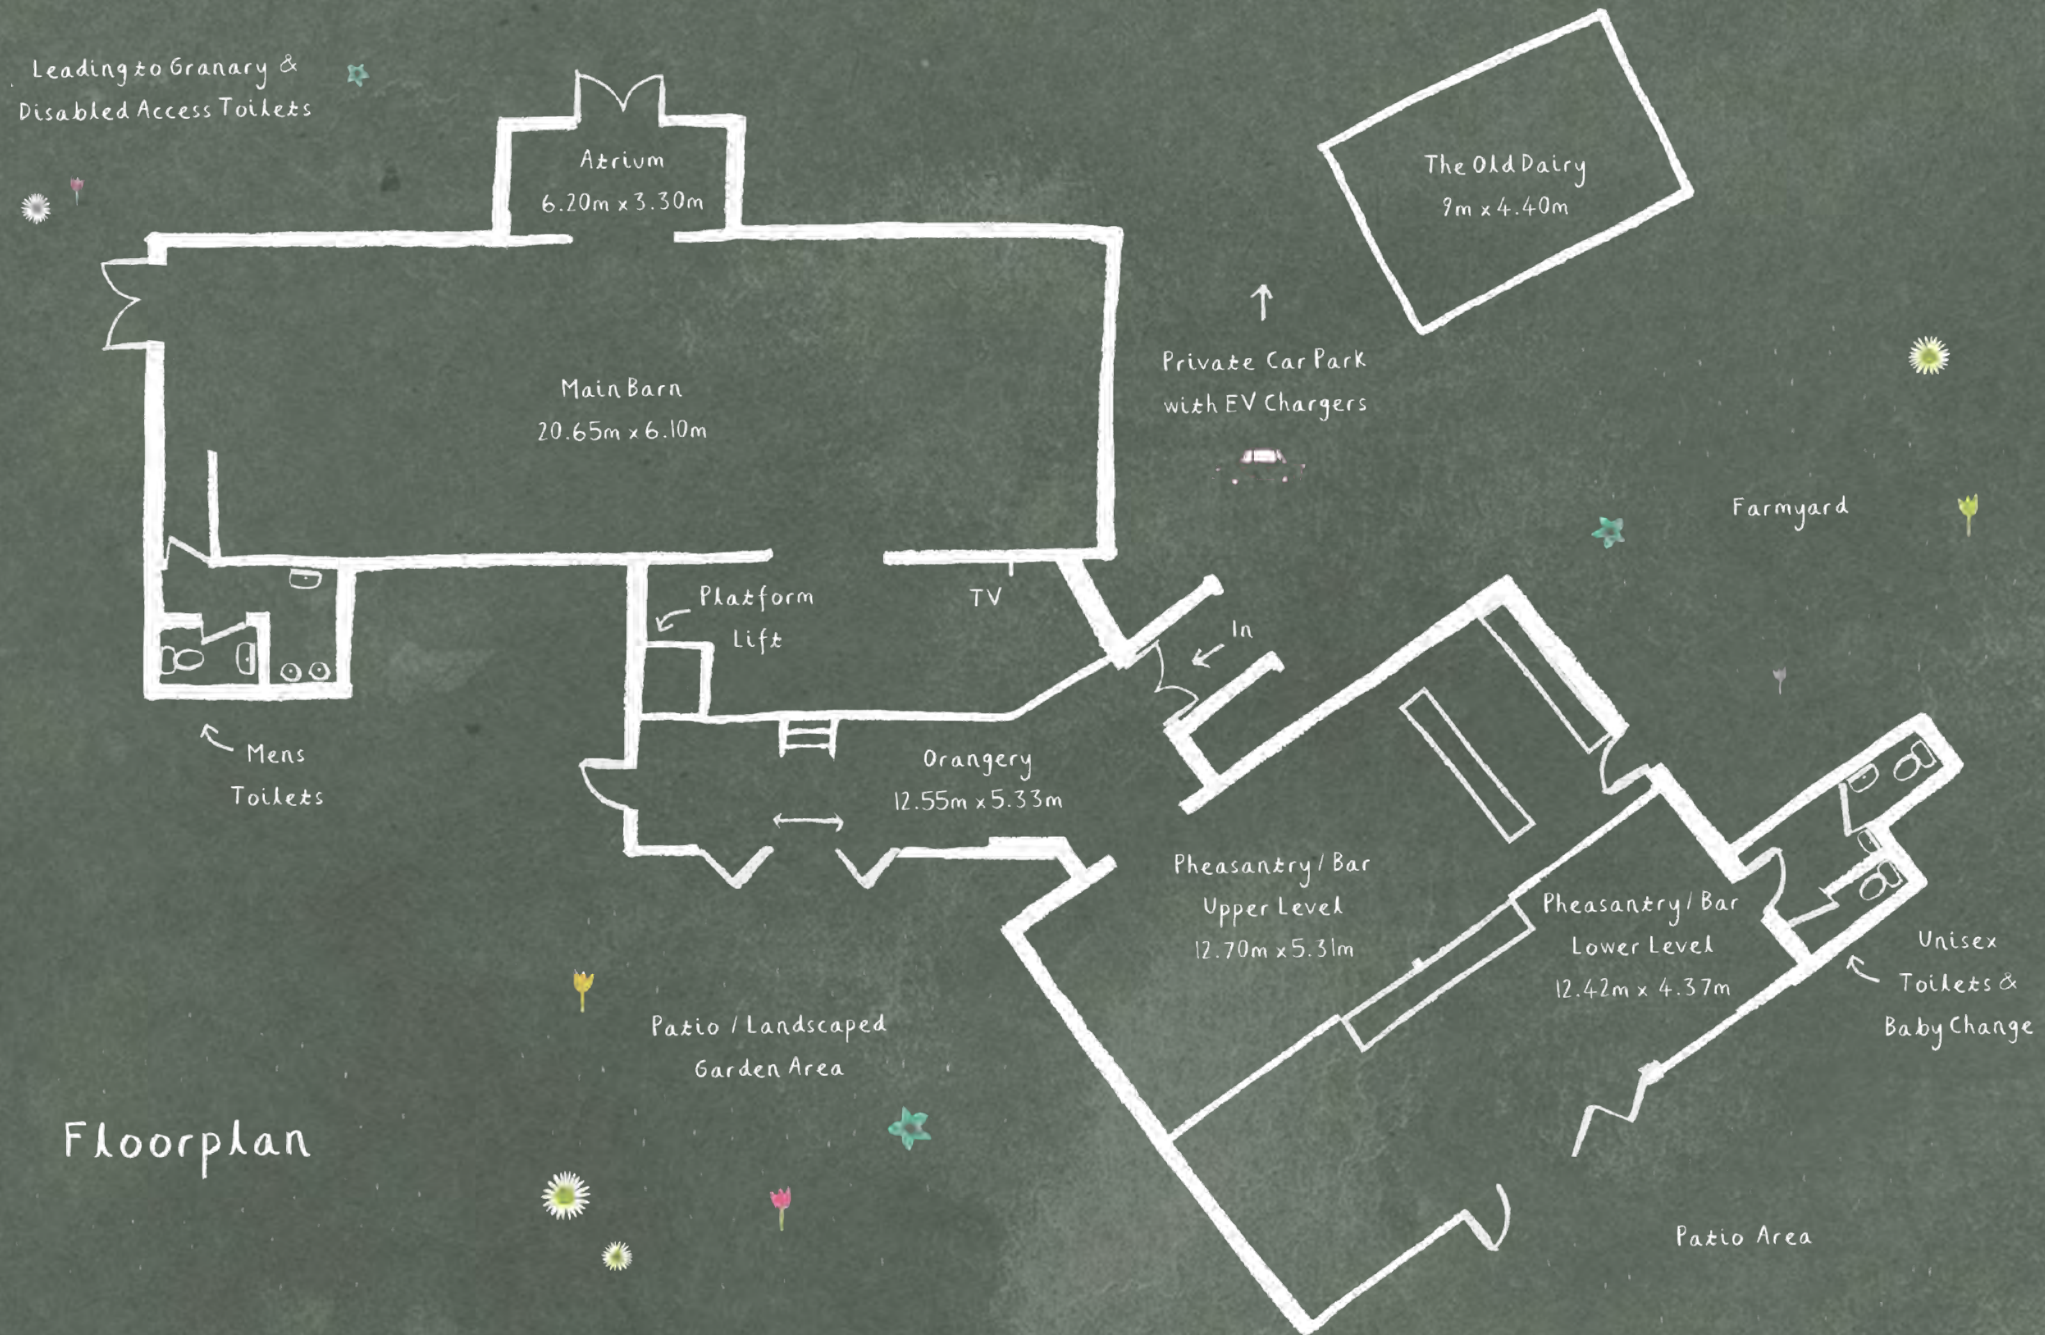 Leading to Granary &
Disabled Access Toilets
Atrium
6.20m x 3.30m
The Old Dairy
9m x 4.40m
Private Car Park
with EV Chargers
Main Barn
20.65m x 6.10m
Farmyard
Platform
Lift
TV
In
Mens
Toilets
Orangery
12.55m x 5.33m
Pheasantry / Bar
Upper Level
12.70m x 5.31m
Pheasantry / Bar
Lower Level
12.42m x 4.37m
Unisex
Toilets &
Baby Change
Patio / Landscaped
Garden Area
Floorplan
Patio Area